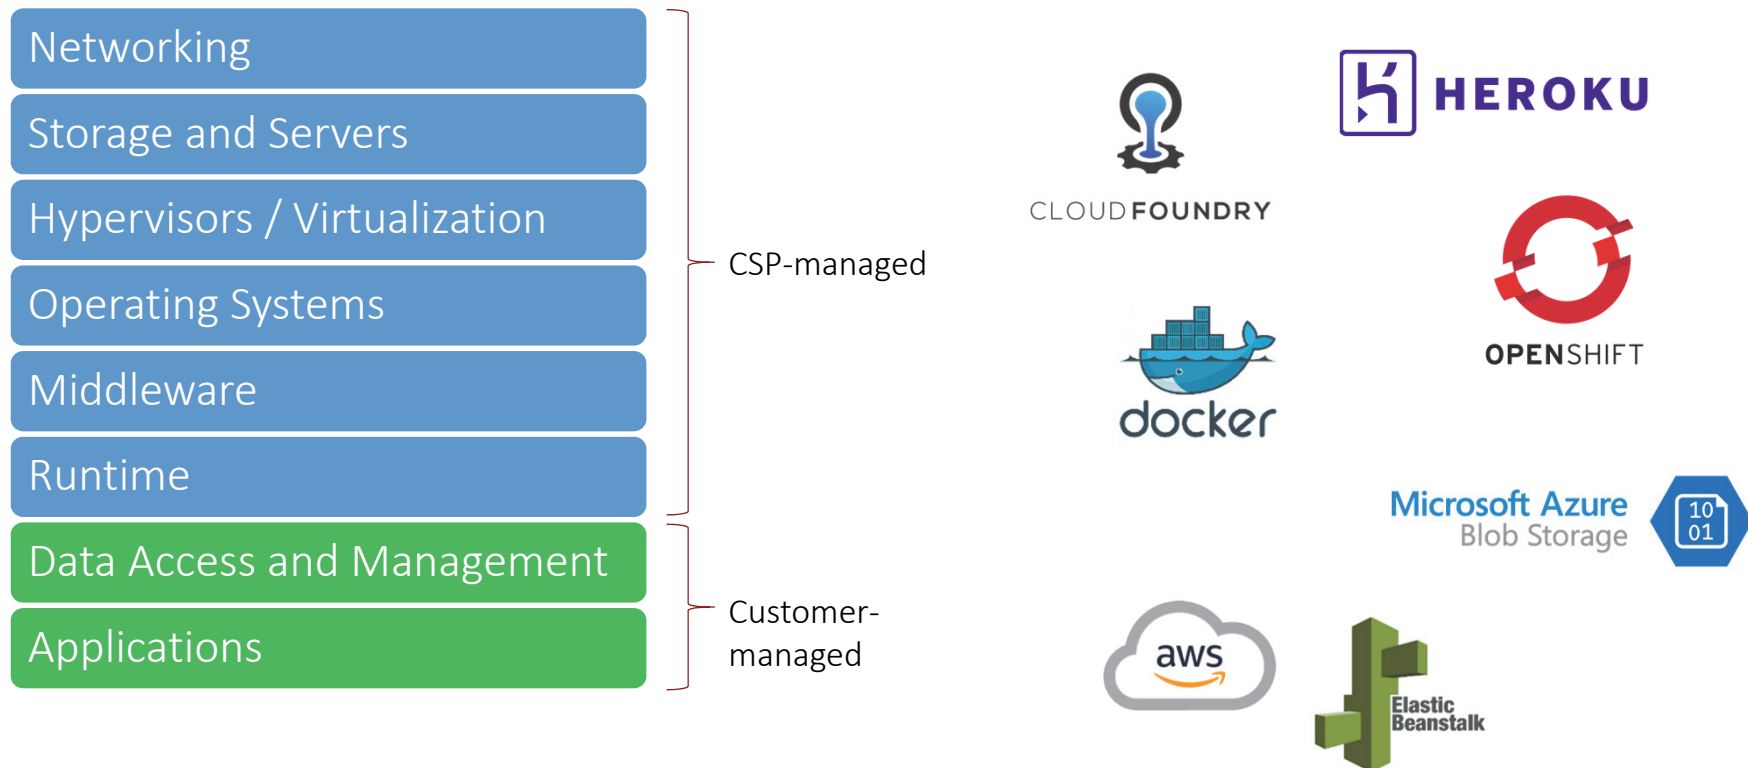 Networking
Storage and Servers
Hypervisors / Virtualization
Operating Systems
Middleware
Runtime
Data Access and Management
Applications
CSP-managed
Customer-
managed
HEROKU
CLOUDFOUNDRY
OPENSHIFT
docker
Microsoft Azure
Blob Storage
10
01
aws
Elastic
Beanstalk